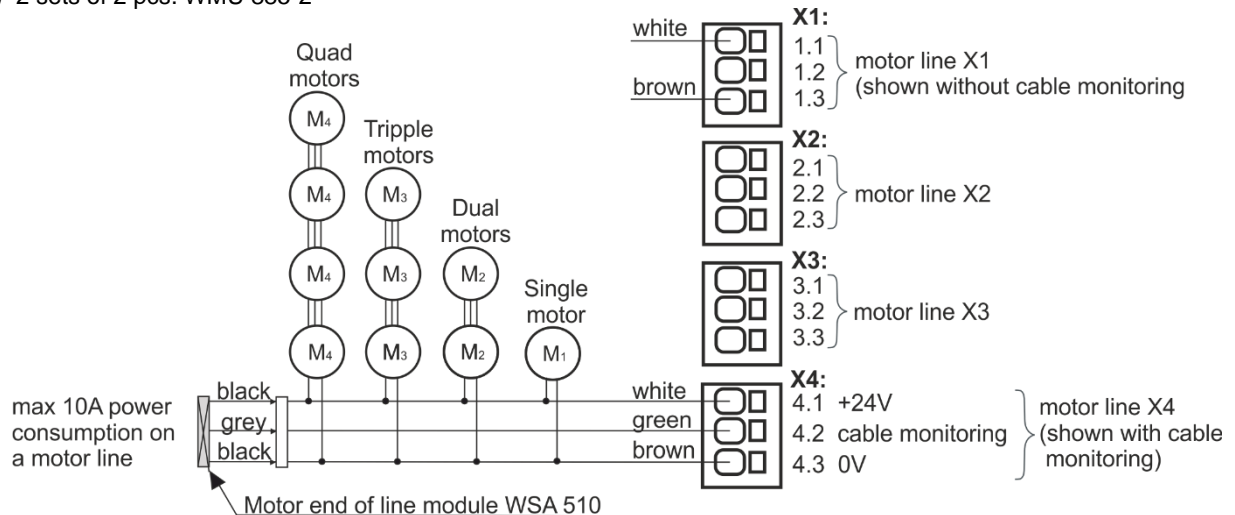 2 sets of 2 pcs. WMU 885-2
Quad
motors
M4
M4
M4
M4
Tripple
motors
M3
M3
M3
Dual
motors
M2
M2
Single
motor
M1
white
brown
X1:
1.1
1.2
1.3
motor line X1
(shown without cable monitoring
X2:
2.1
2.2
2.3
motor line X2
X3:
3.1
3.2
3.3
motor line X3
X4:
4.1 +24V
4.2 cable monitoring
4.3 0V
motor line X4
(shown with cable
monitoring)
white
green
brown
black
grey
black
max 10A power
consumption on
a motor line
Motor end of line module WSA 510